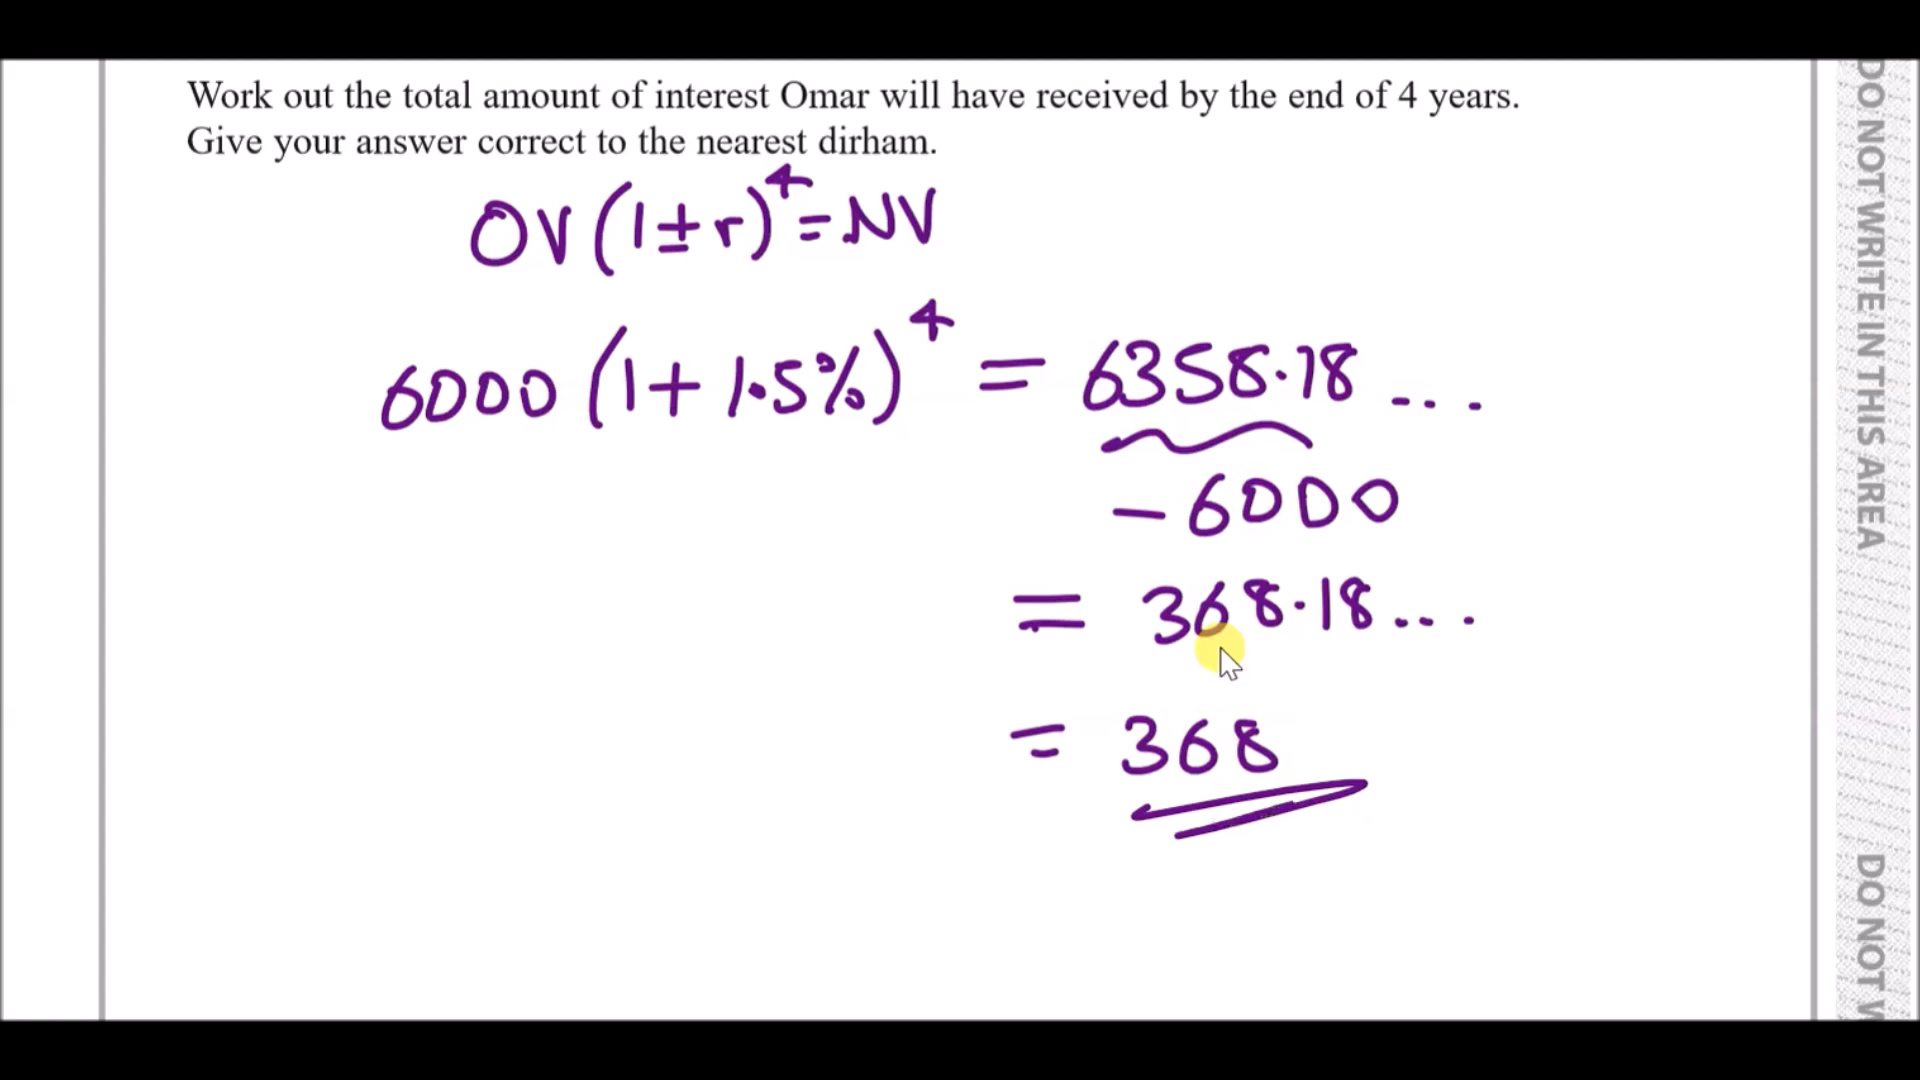 Work out the total amount of interest Omar will have received by the end of 4 years.
Give your answer correct to the nearest dirham.
OV(1±r)⁴=NV
6000(1+1.5%)⁴ = 6358.18...
-6000
= 368.18...
= 368
DO NOT WRITE IN THIS AREA
DO NOT W